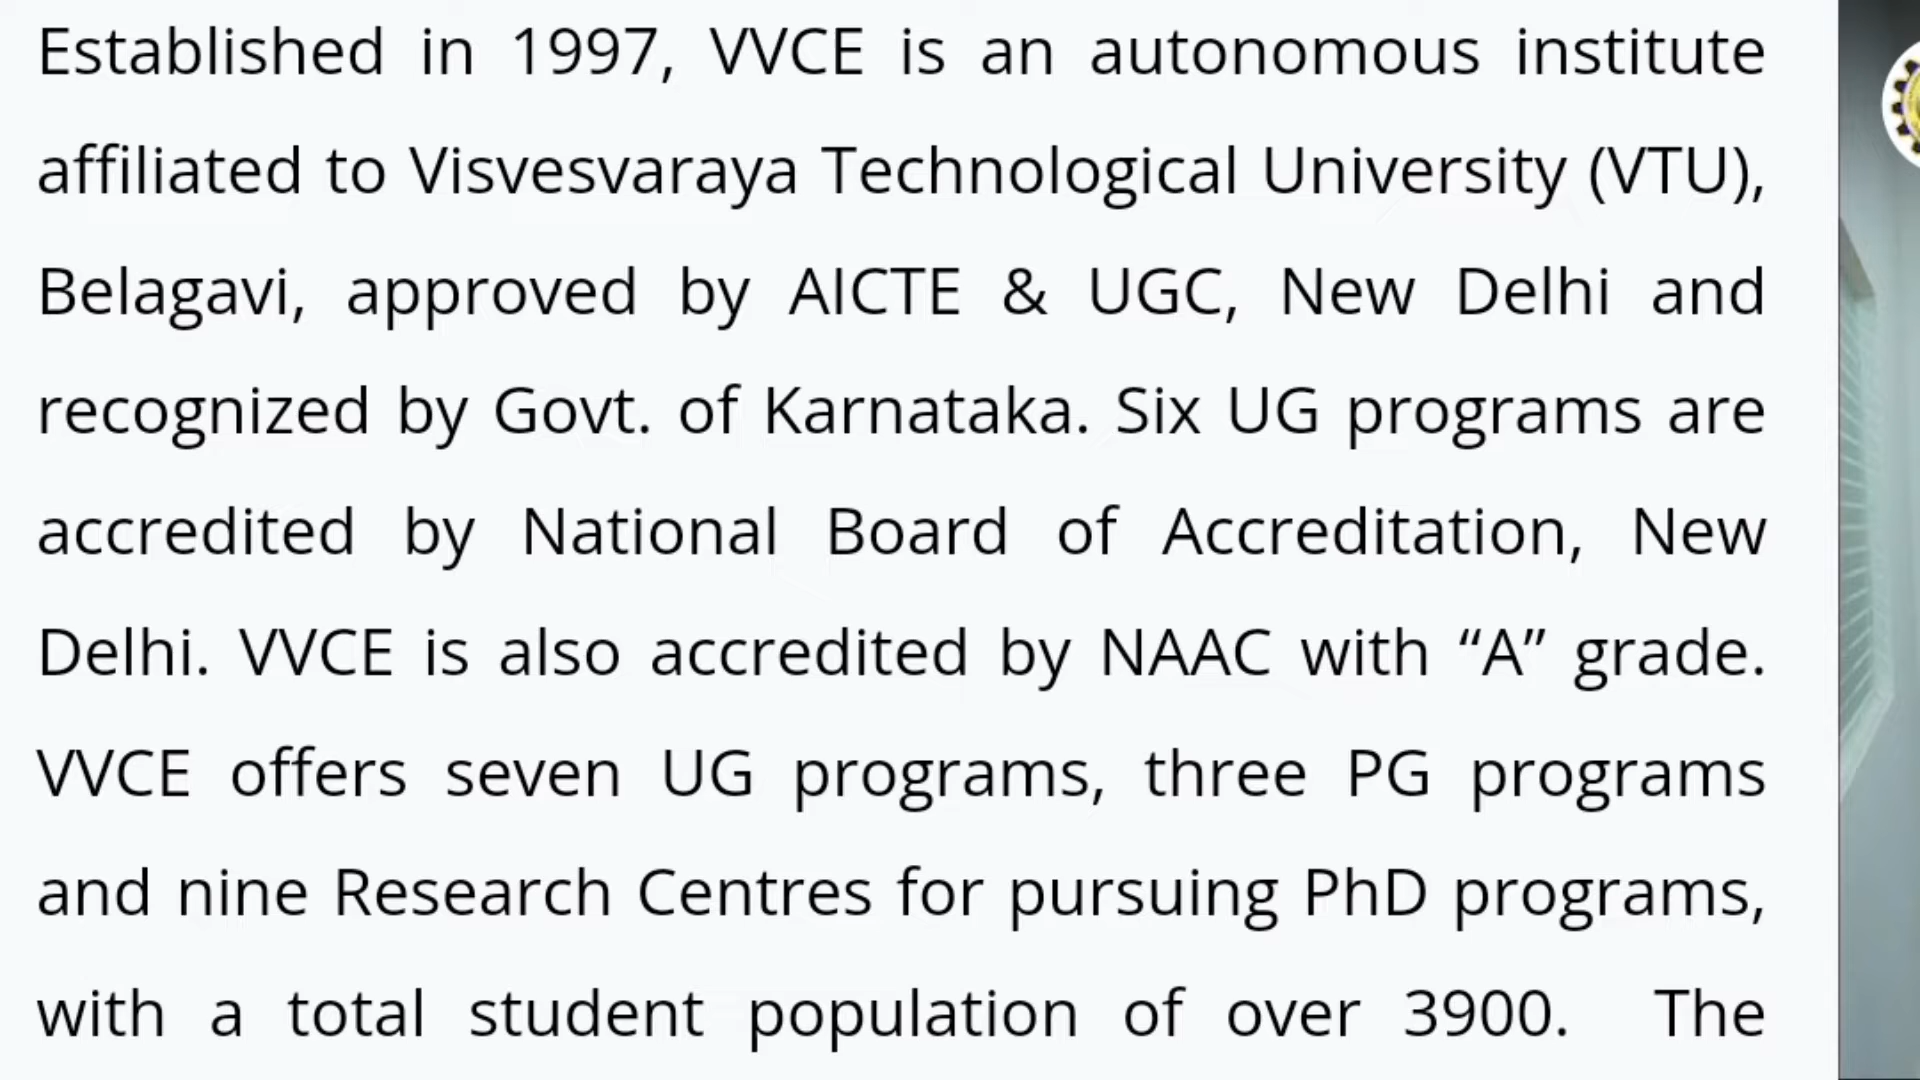 Established in 1997, VVCE is an autonomous institute
affiliated to Visvesvaraya Technological University (VTU),
Belagavi, approved by AICTE & UGC, New Delhi and
recognized by Govt. of Karnataka. Six UG programs are
accredited by National Board of Accreditation, New
Delhi. VVCE is also accredited by NAAC with “A” grade.
VVCE offers seven UG programs, three PG programs
and nine Research Centres for pursuing PhD programs,
with a total student population of over 3900. The